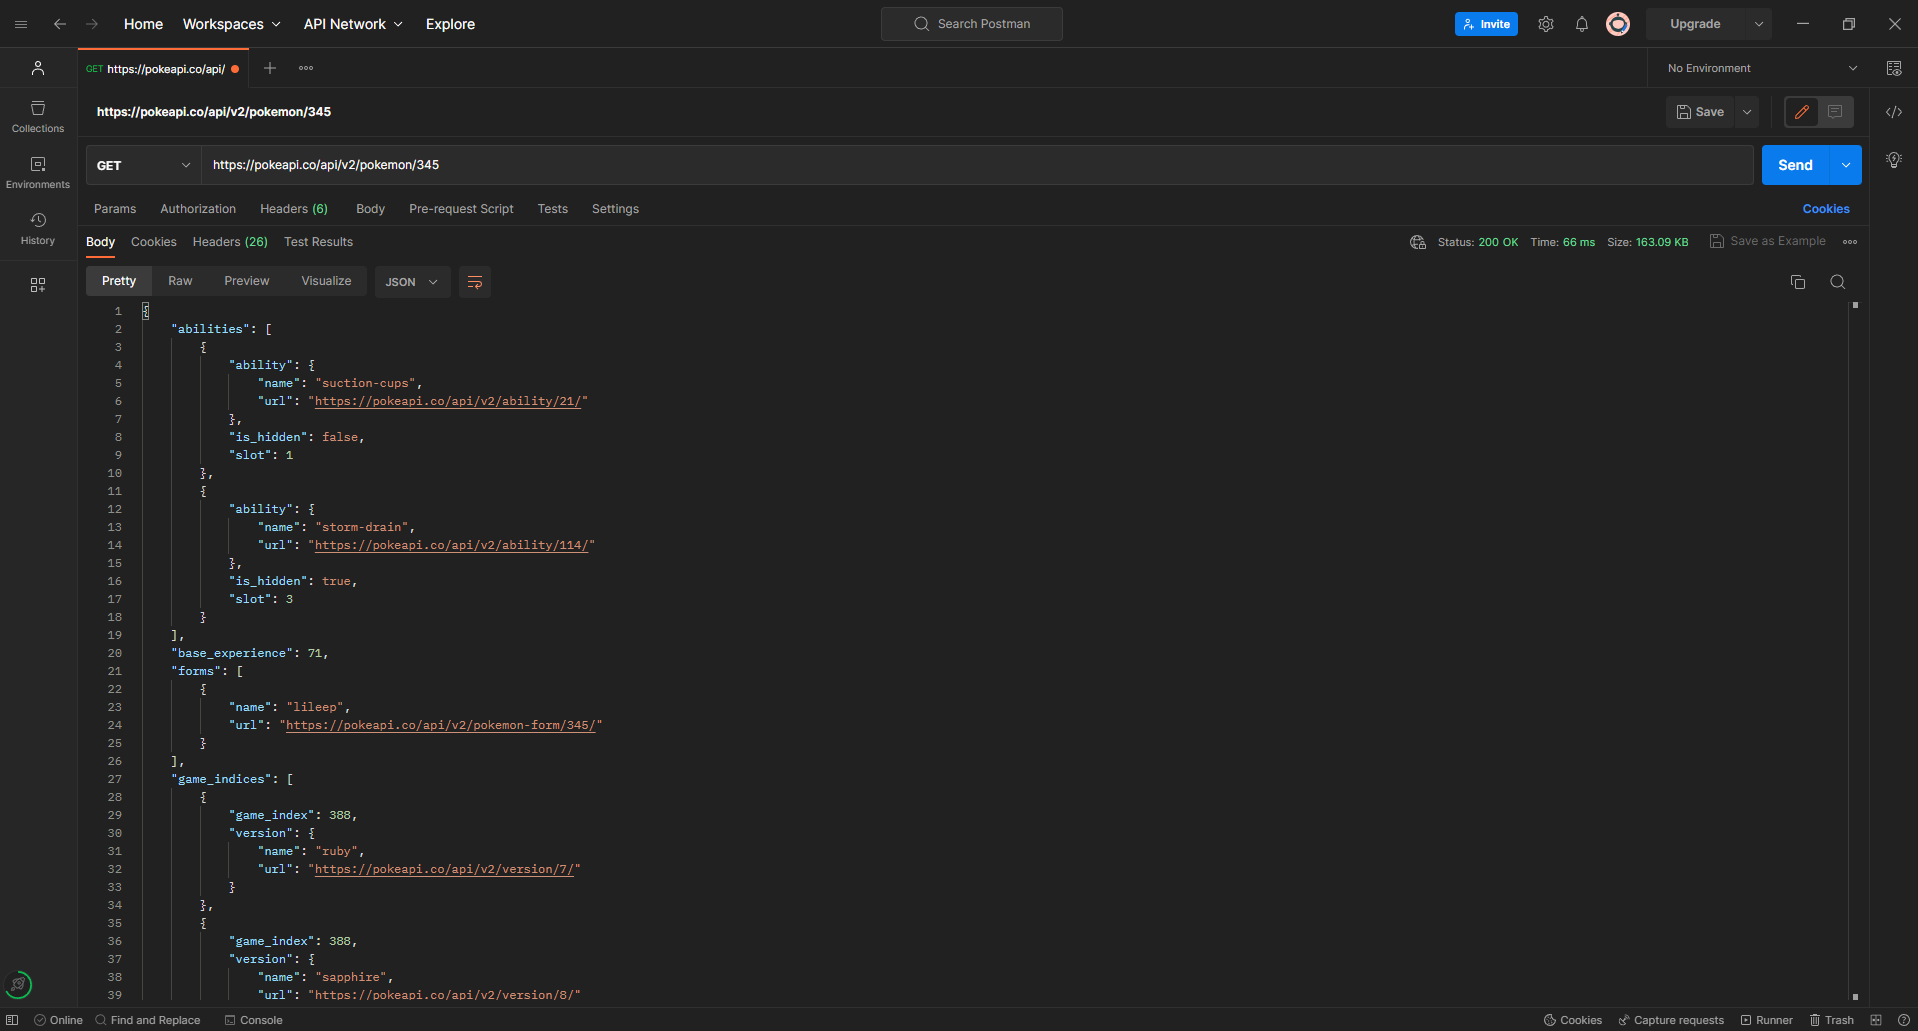 Home Workspaces API Network Explore Search Postman Invite Upgrade
GET https://pokeapi.co/api/ No Environment
https://pokeapi.co/api/v2/pokemon/345 Save
Collections
Environments
History
GET https://pokeapi.co/api/v2/pokemon/345 Send
Params Authorization Headers (6) Body Pre-request Script Tests Settings Cookies
Body Cookies Headers (26) Test Results Status: 200 OK Time: 66 ms Size: 163.09 KB Save as Example
Pretty Raw Preview Visualize JSON
1 {
2 "abilities": [
3 {
4 "ability": {
5 "name": "suction-cups",
6 "url": "https://pokeapi.co/api/v2/ability/21/"
7 },
8 "is_hidden": false,
9 "slot": 1
10 },
11 {
12 "ability": {
13 "name": "storm-drain",
14 "url": "https://pokeapi.co/api/v2/ability/114/"
15 },
16 "is_hidden": true,
17 "slot": 3
18 }
19 ],
20 "base_experience": 71,
21 "forms": [
22 {
23 "name": "lileep",
24 "url": "https://pokeapi.co/api/v2/pokemon-form/345/"
25 }
26 ],
27 "game_indices": [
28 {
29 "game_index": 388,
30 "version": {
31 "name": "ruby",
32 "url": "https://pokeapi.co/api/v2/version/7/"
33 }
34 },
35 {
36 "game_index": 388,
37 "version": {
38 "name": "sapphire",
39 "url": "https://pokeapi.co/api/v2/version/8/"
Online Find and Replace Console Cookies Capture requests Runner Trash